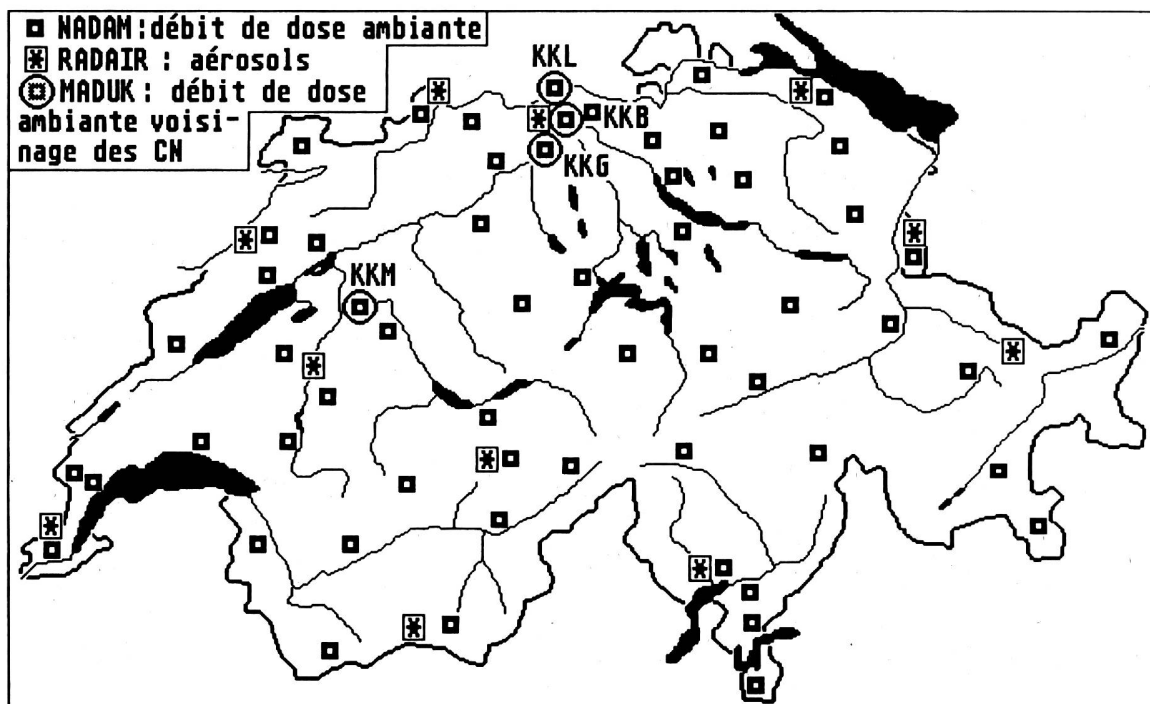 NADAM:débit de dose ambiante
RADAIR : aérosols
MADUK : débit de dose
ambiante voisi-
nage des CN
KKL
KKB
KKG
KKM